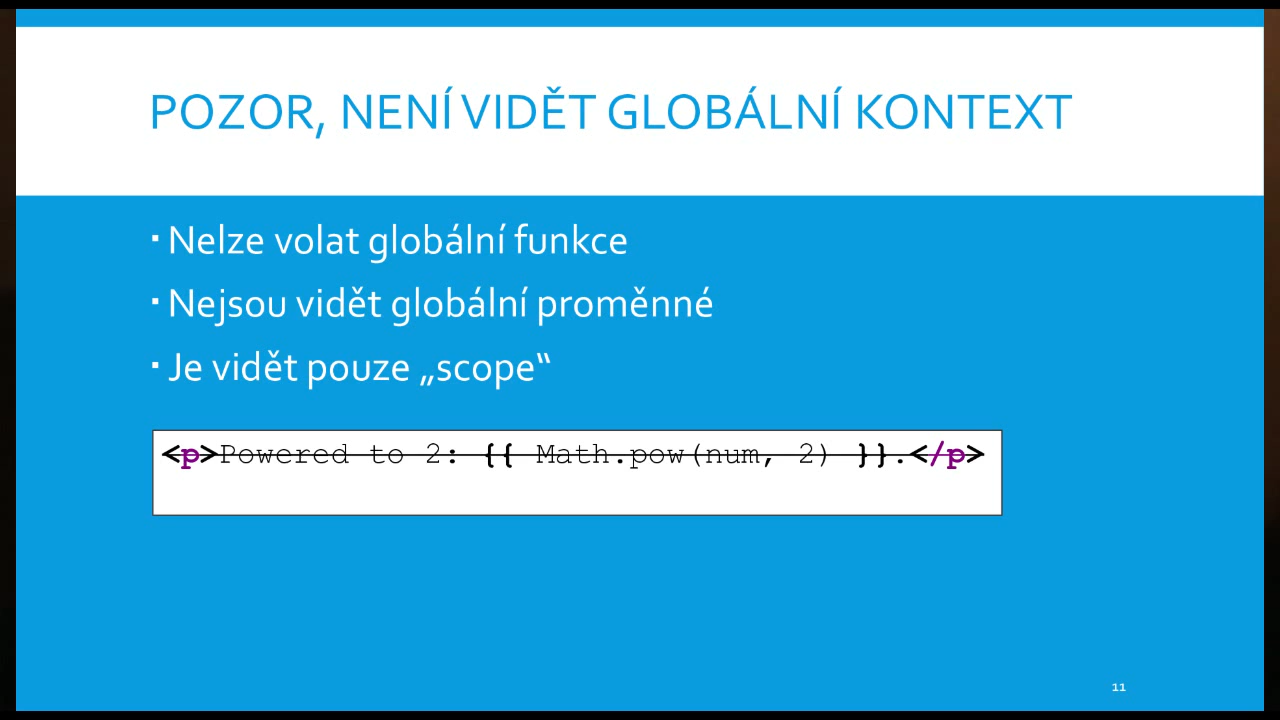 POZOR, NENÍ VIDĚT GLOBÁLNÍ KONTEXT
▪ Nelze volat globální funkce
▪ Nejsou vidět globální proměnné
▪ Je vidět pouze „scope“
<p>Powered to 2: {{ Math.pow(num, 2) }}.</p>
11